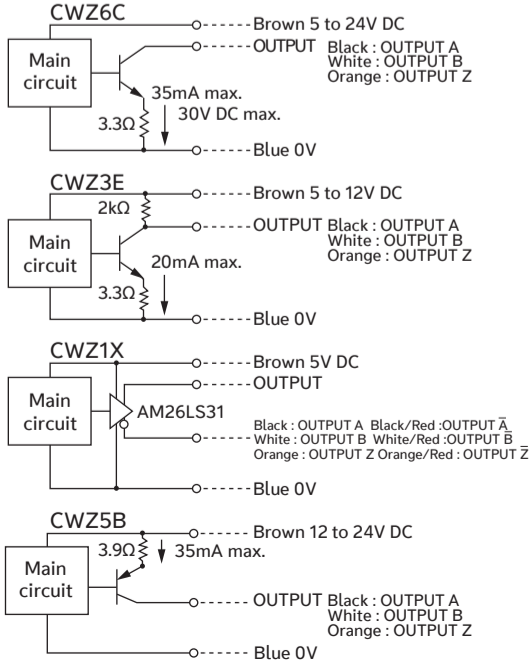 CWZ6C
Brown 5 to 24V DC
Main circuit
OUTPUT Black : OUTPUT A
White : OUTPUT B
Orange : OUTPUT Z
35mA max.
30V DC max.
3.3Ω
Blue 0V
CWZ3E
Brown 5 to 12V DC
2kΩ
OUTPUT Black : OUTPUT A
White : OUTPUT B
Orange : OUTPUT Z
Main circuit
20mA max.
3.3Ω
Blue 0V
CWZ1X
Brown 5V DC
OUTPUT
Main circuit
AM26LS31
Black : OUTPUT A Black/Red :OUTPUT A̅
White : OUTPUT B White/Red :OUTPUT B̅
Orange : OUTPUT Z Orange/Red : OUTPUT Z̅
Blue 0V
CWZ5B
Brown 12 to 24V DC
3.9Ω
35mA max.
Main circuit
OUTPUT Black : OUTPUT A
White : OUTPUT B
Orange : OUTPUT Z
Blue 0V